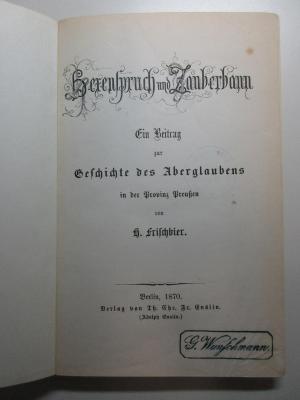 Hexenspruch und Zauberbann
Ein Beitrag
zur
Geschichte des Aberglaubens
in der Provinz Preußen
von
H. Frischbier.
Berlin, 1870.
Verlag von Th. Chr. Fr. Enslin.
(Adolph Enslin.)
G. Wunschmann.